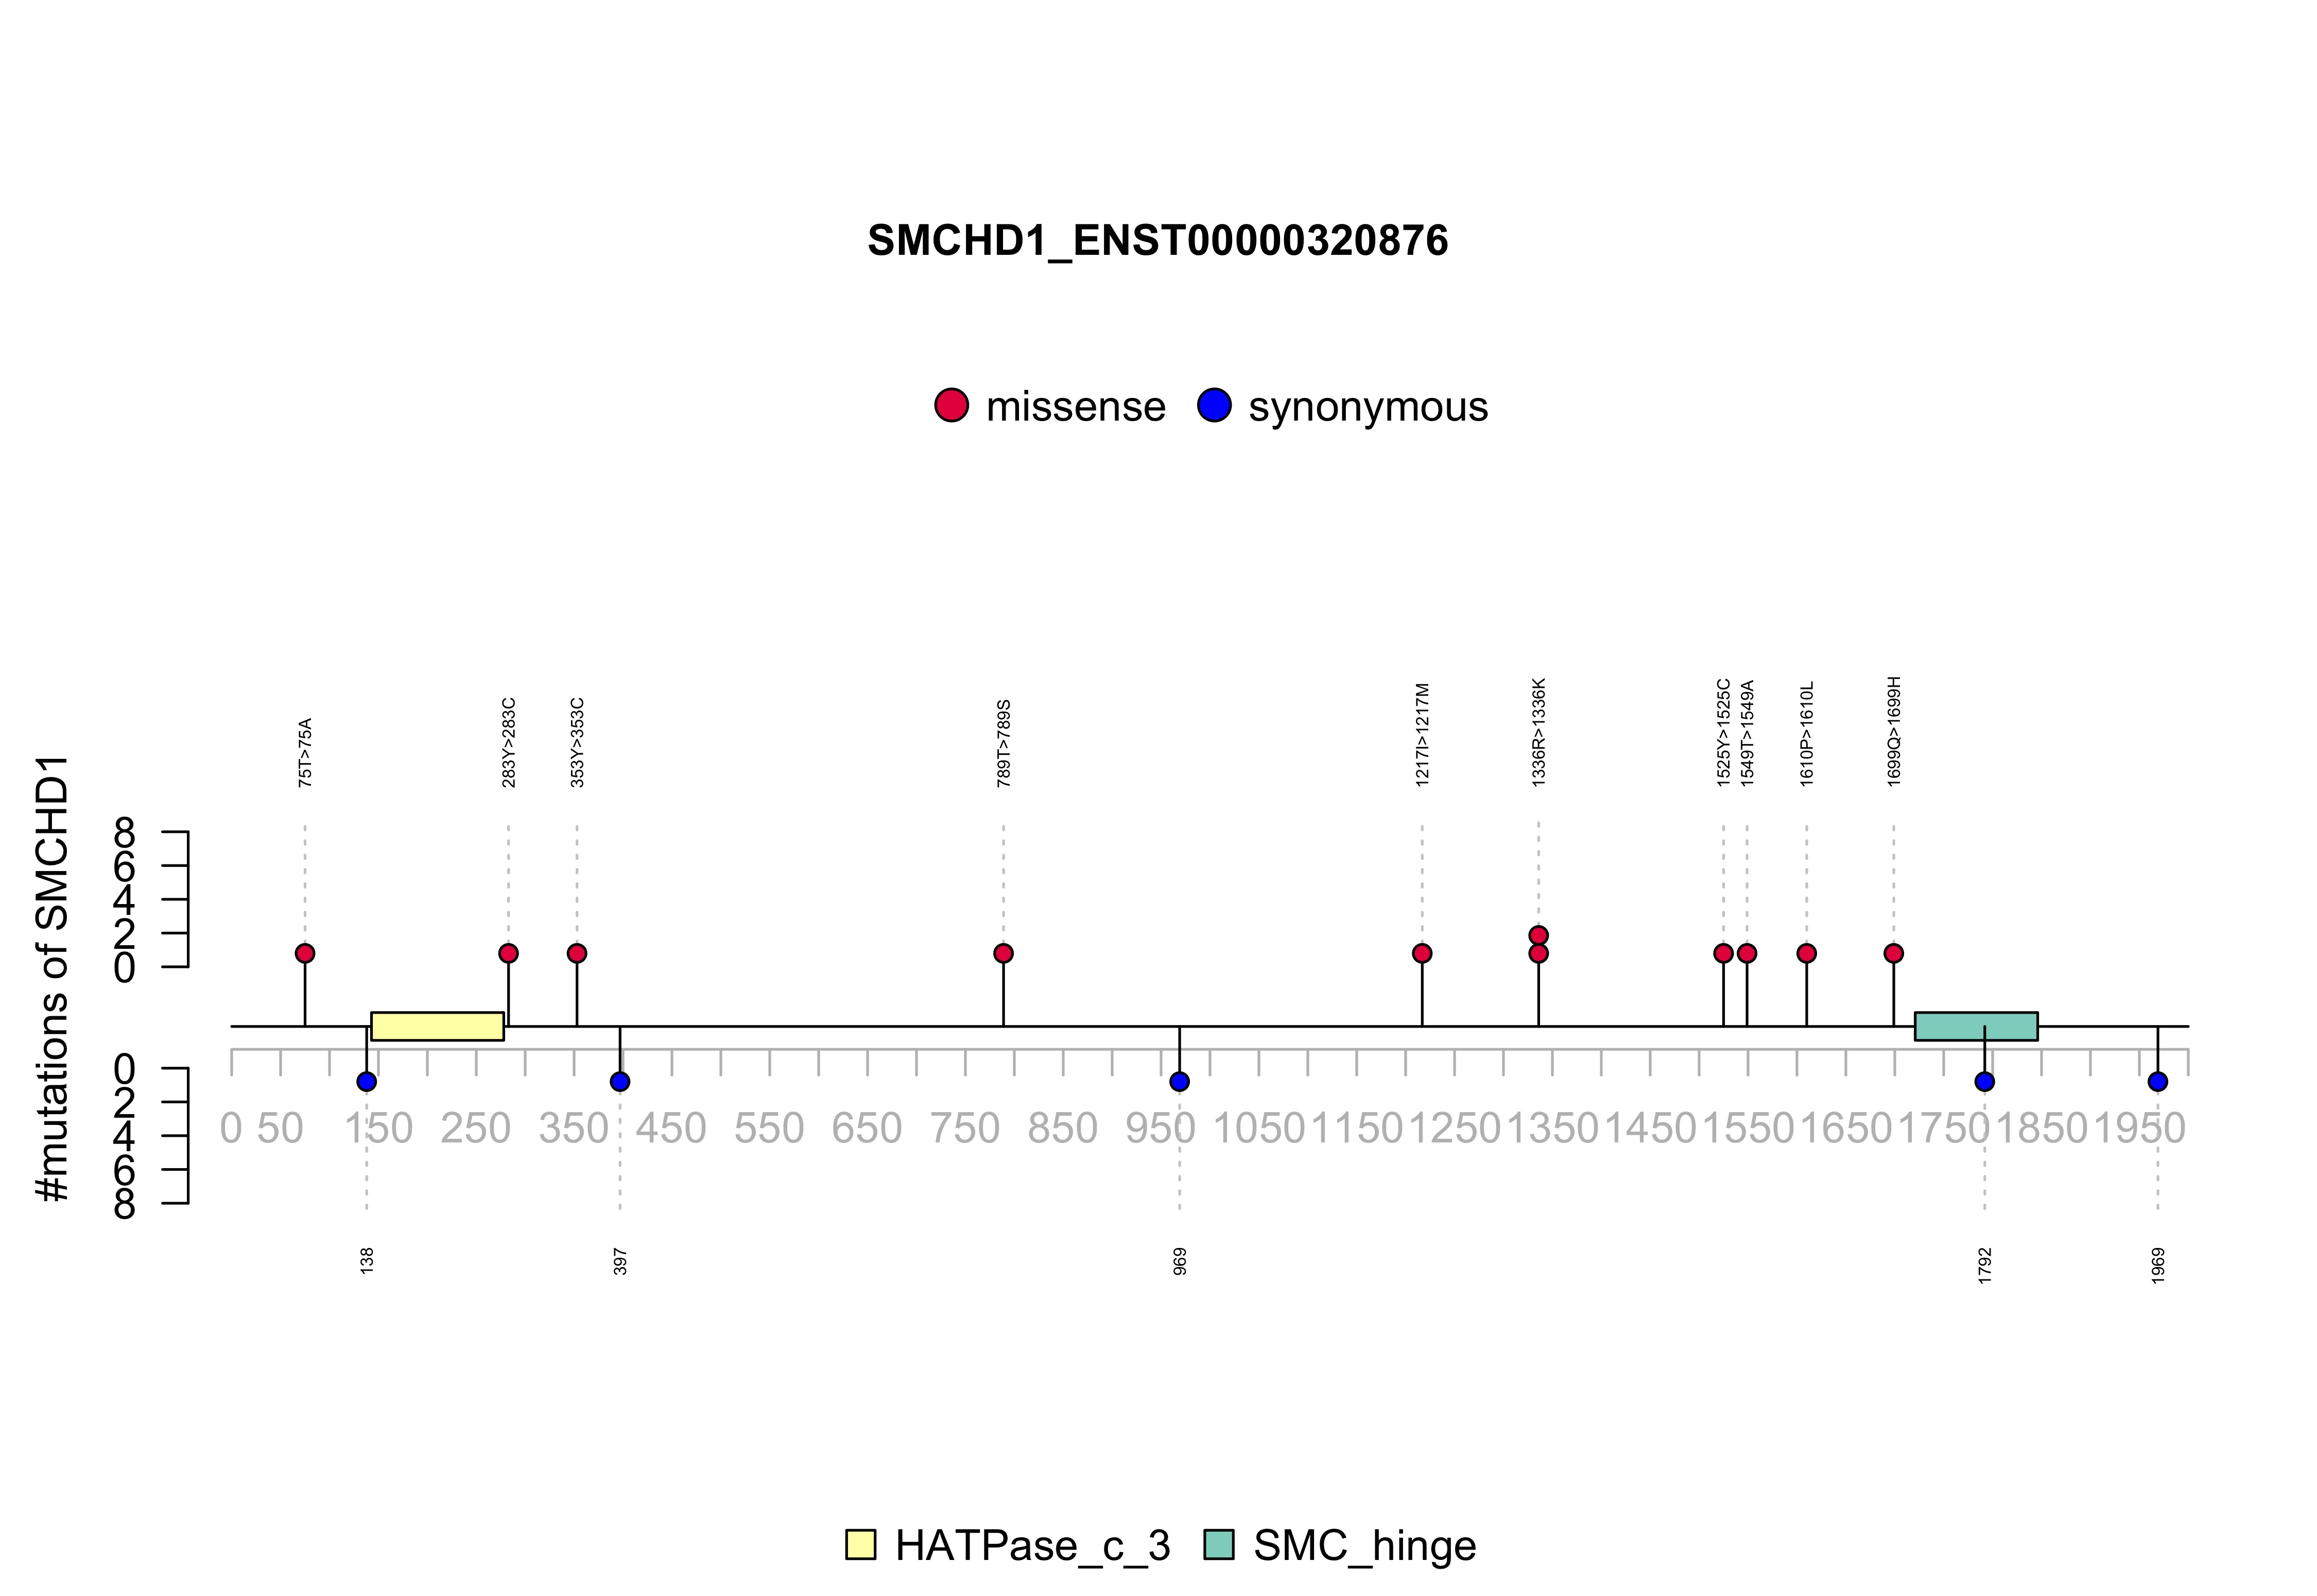 SMCHD1_ENST00000320876
missense synonymous
75T>75A
283Y>283C
353Y>353C
789T>789S
1217I>1217M
1336R>1336K
1525Y>1525C
1549T>1549A
1610P>1610L
1699Q>1699H
#mutations of SMCHD1
8
6
4
2
0
0
2
4
6
8
0 50 150 250 350 450 550 650 750 850 950 1050 1150 1250 1350 1450 1550 1650 1750 1850 1950
138
397
969
1792
1969
HATPase_c_3 SMC_hinge